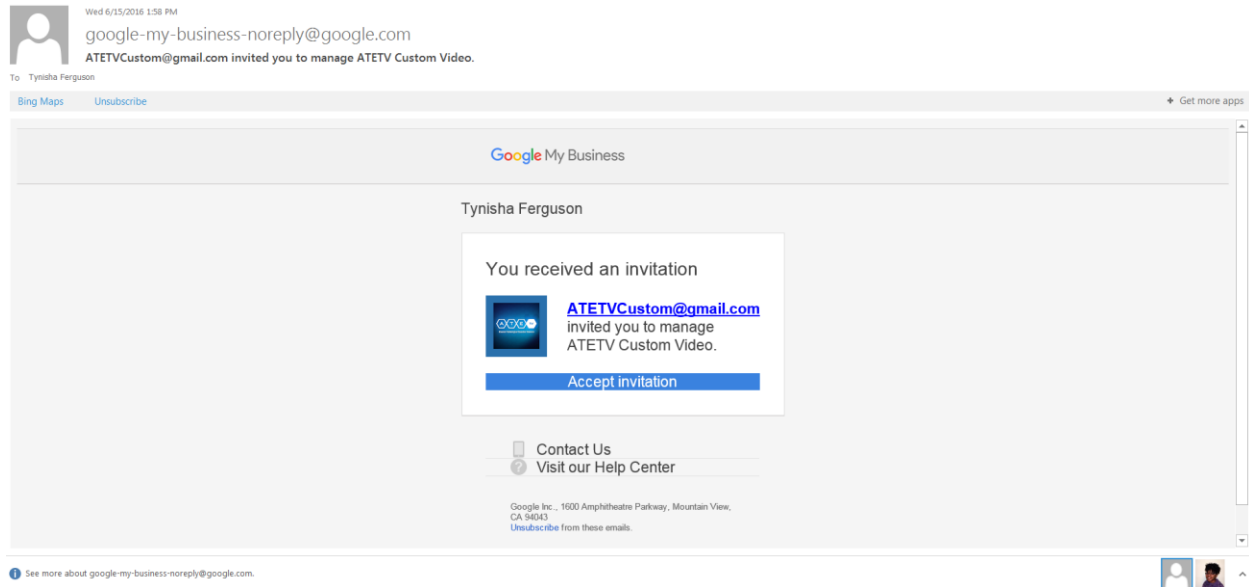 Wed 6/15/2016 1:58 PM
google-my-business-noreply@google.com
ATETVCustom@gmail.com invited you to manage ATETV Custom Video.
To Tynisha Ferguson
Bing Maps Unsubscribe + Get more apps
Google My Business
Tynisha Ferguson
You received an invitation
ATETVCustom@gmail.com
invited you to manage
ATETV Custom Video.
Accept invitation
Contact Us
? Visit our Help Center
Google Inc., 1600 Amphitheatre Parkway, Mountain View,
CA 94043
Unsubscribe from these emails.
See more about google-my-business-noreply@google.com.